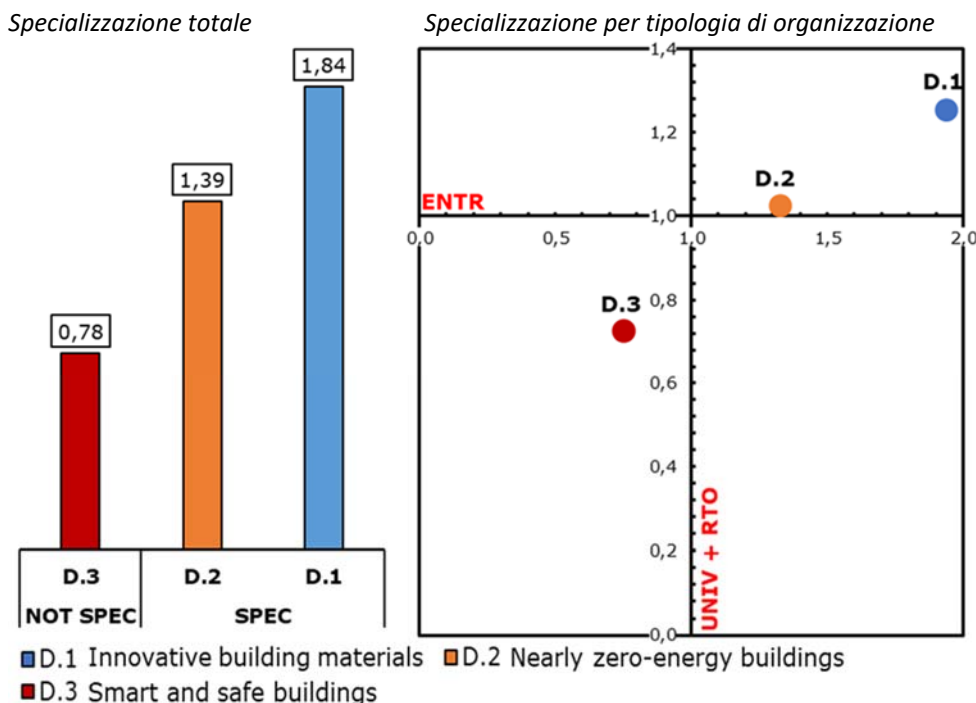 Specializzazione totale
1,84
1,39
0,78
D.3 D.2 D.1
NOT SPEC SPEC
Specializzazione per tipologia di organizzazione
1,4
D.1
1,2
D.2
ENTR
1,0
0,0 0,5 1,0 1,5 2,0
D.3
0,8
0,6
0,4
UNIV + RTO
0,2
0,0
D.1 Innovative building materials D.2 Nearly zero-energy buildings
D.3 Smart and safe buildings